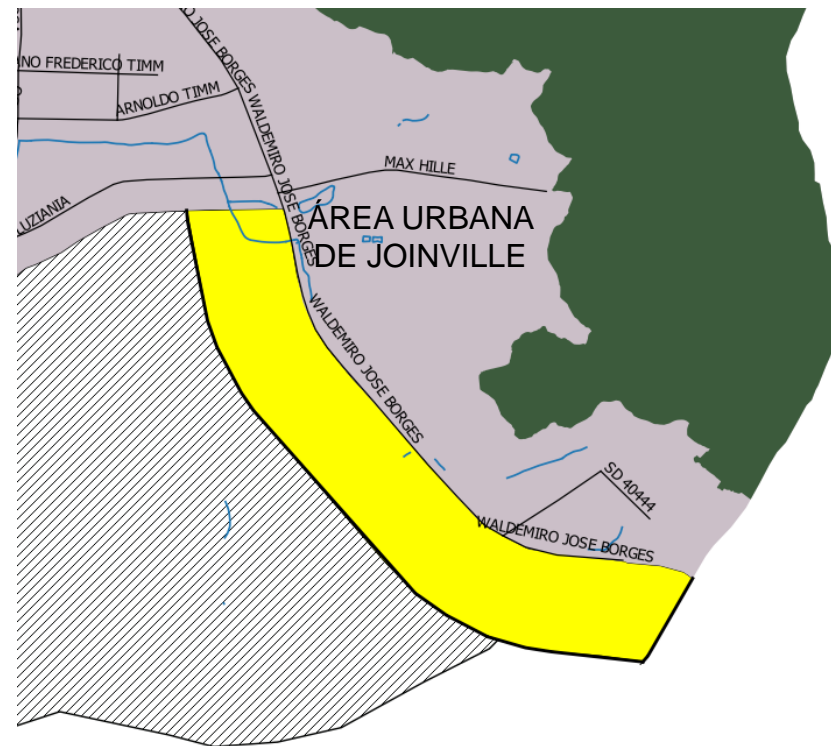 O JOSE BORGES
NO FREDERICO TIMM
ARNOLDO TIMM
WALDEMIRO JOSE BORGES
MAX HILLE
LUZIANIA
ÁREA URBANA
DE JOINVILLE
WALDEMIRO JOSE BORGES
SD 40444
WALDEMIRO JOSE BORGES